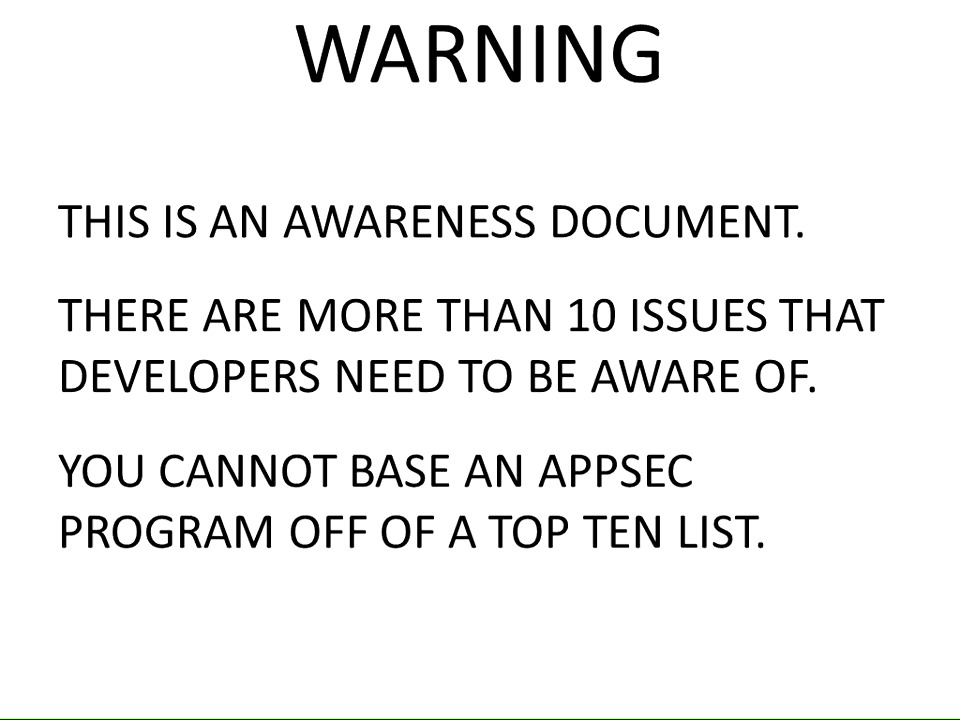 WARNING
THIS IS AN AWARENESS DOCUMENT.
THERE ARE MORE THAN 10 ISSUES THAT
DEVELOPERS NEED TO BE AWARE OF.
YOU CANNOT BASE AN APPSEC
PROGRAM OFF OF A TOP TEN LIST.